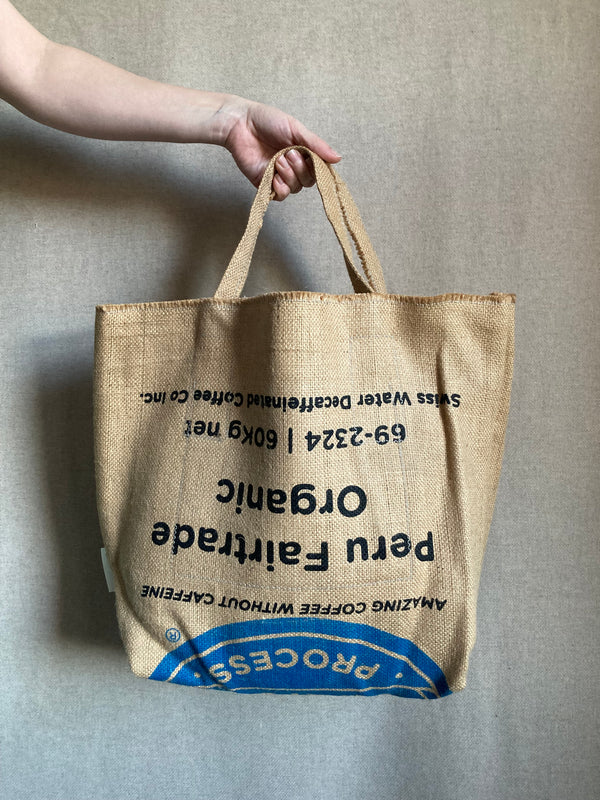 · PROCESS ·
®
AMAZING COFFEE WITHOUT CAFFEINE
Peru Fairtrade
Organic
69-2324 | 60Kg net
Swiss Water Decaffeinated Coffee Co Inc.